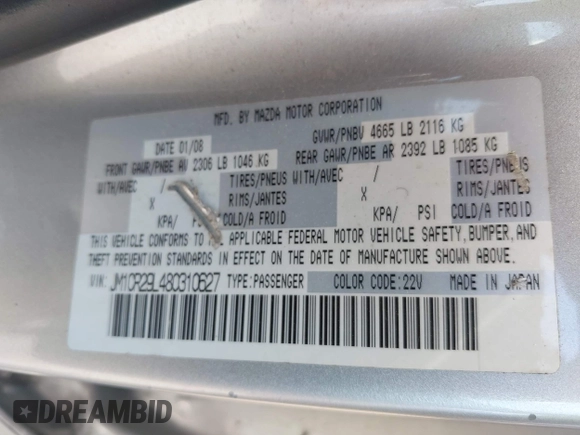 MFD. BY MAZDA MOTOR CORPORATION
DATE 01/08
GVWR/PNBV 4665 LB 2116 KG
FRONT GAWR/PNBE AV 2306 LB 1046 KG
REAR GAWR/PNBE AR 2392 LB 1085 KG
WITH/AVEC / TIRES/PNEUS WITH/AVEC / TIRES/PNEUS
X RIMS/JANTES X RIMS/JANTES
KPA/ PSI COLD/A FROID KPA/ PSI COLD/A FROID
THIS VEHICLE CONFORMS TO ALL APPLICABLE FEDERAL MOTOR VEHICLE SAFETY, BUMPER, AND
THEFT PREVENTION STANDARDS IN EFFECT ON THE DATE OF MANUFACTURE SHOWN ABOVE.
VIN: JM1CR29L480310627 TYPE:PASSENGER COLOR CODE:22V MADE IN JAPAN
DREAMBID